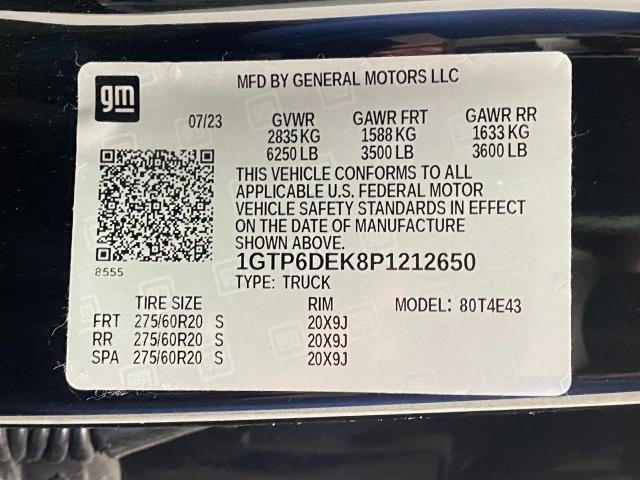 gm
MFD BY GENERAL MOTORS LLC
07/23 GVWR GAWR FRT GAWR RR
2835 KG 1588 KG 1633 KG
6250 LB 3500 LB 3600 LB
THIS VEHICLE CONFORMS TO ALL
APPLICABLE U.S. FEDERAL MOTOR
VEHICLE SAFETY STANDARDS IN EFFECT
ON THE DATE OF MANUFACTURE
SHOWN ABOVE.
8555
1GTP6DEK8P1212650
TYPE: TRUCK
TIRE SIZE RIM MODEL: 80T4E43
FRT 275/60R20 S 20X9J
RR 275/60R20 S 20X9J
SPA 275/60R20 S 20X9J